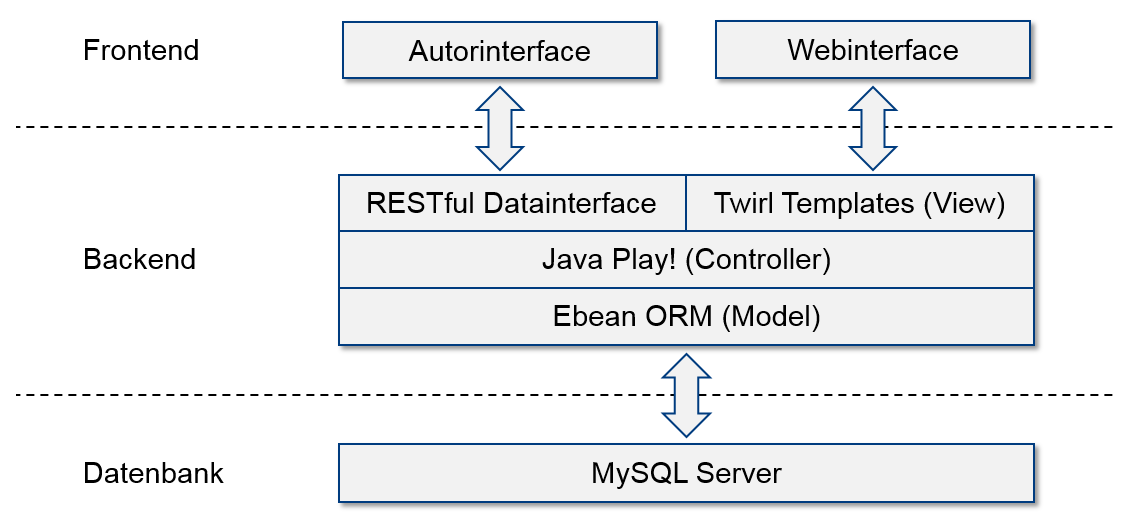 Frontend
Autorinterface
Webinterface
RESTful Datainterface
Twirl Templates (View)
Backend
Java Play! (Controller)
Ebean ORM (Model)
Datenbank
MySQL Server